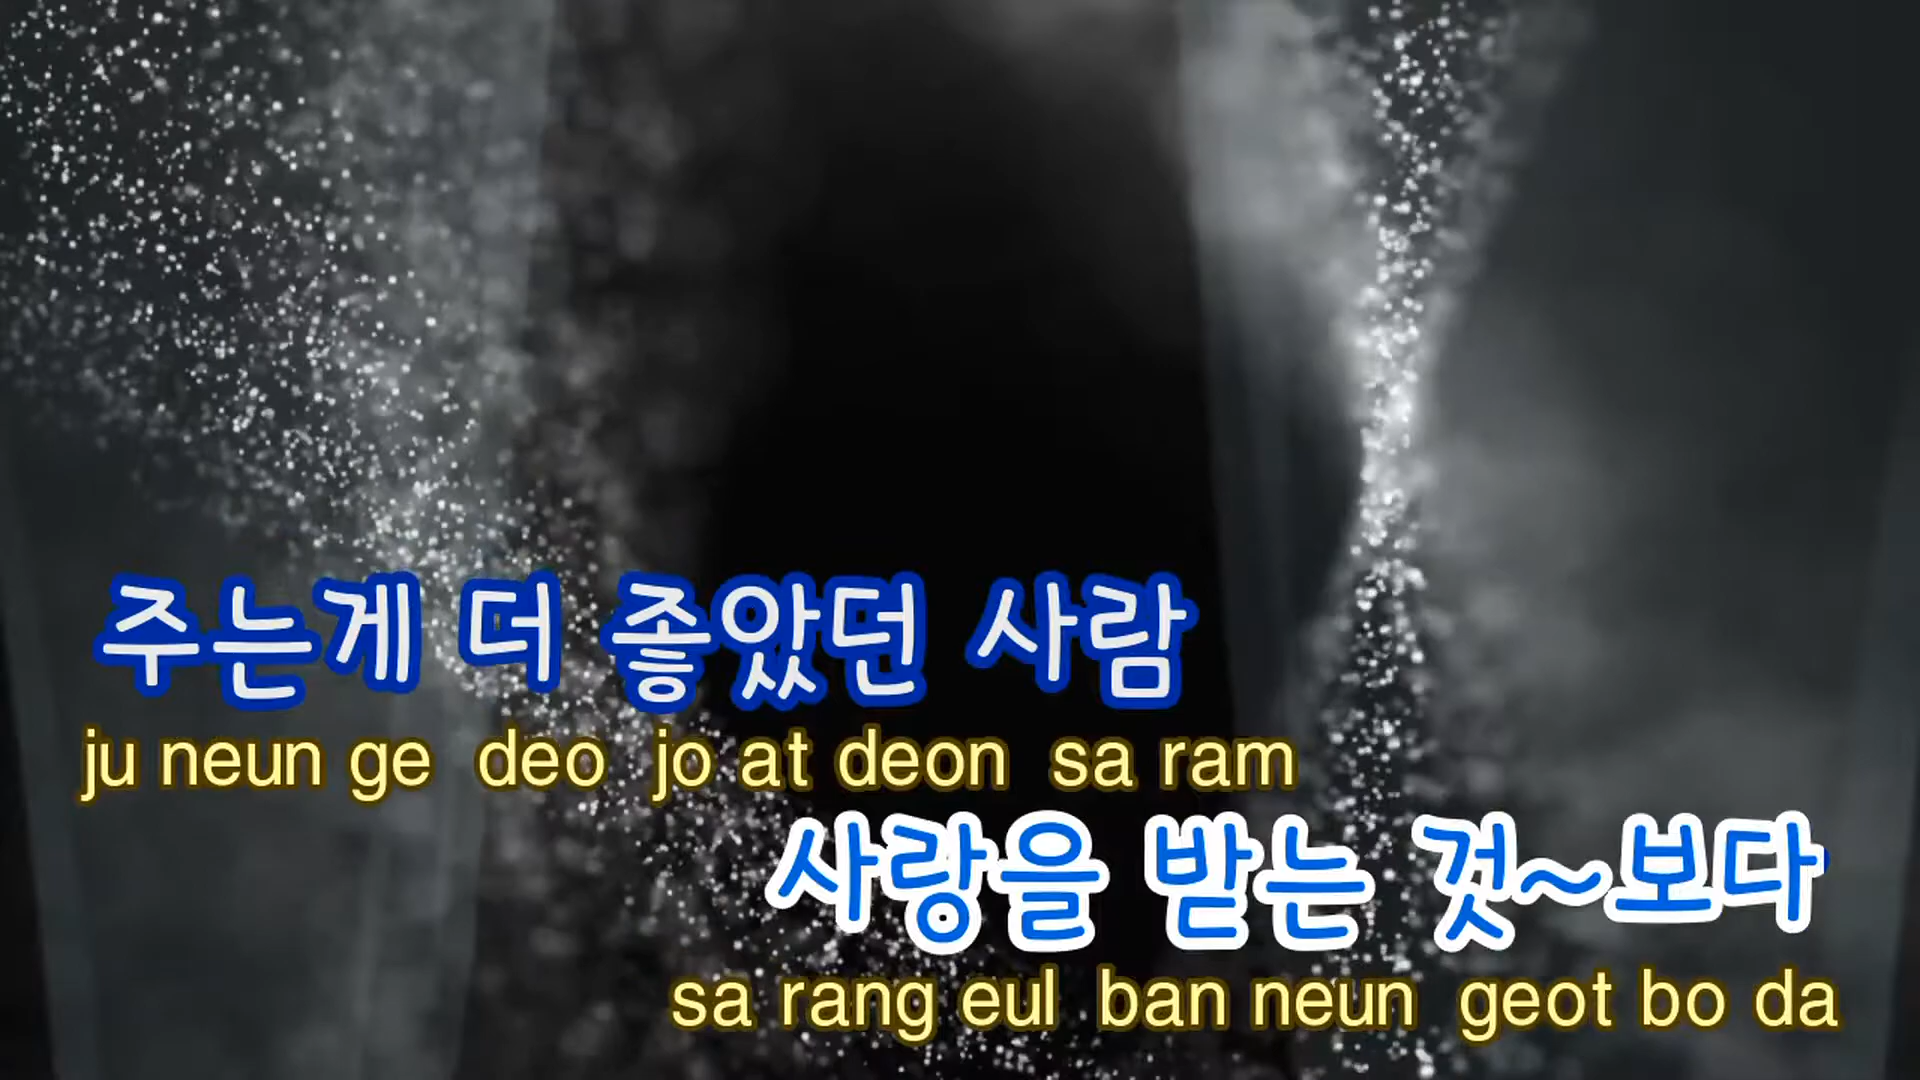 주는게 더 좋았던 사람
ju neun ge deo jo at deon sa ram
사랑을 받는 것~보다
sa rang eul ban neun geot bo da